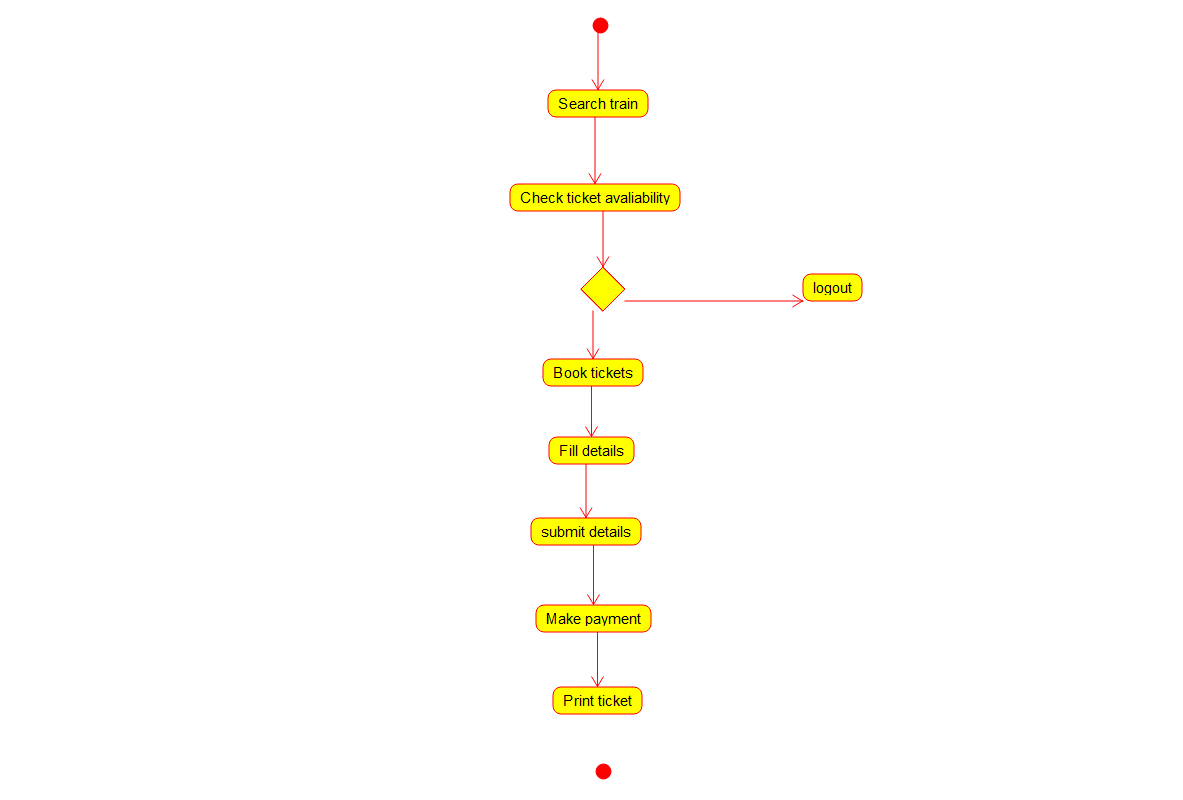 Search train
Check ticket avaliability
logout
Book tickets
Fill details
submit details
Make payment
Print ticket